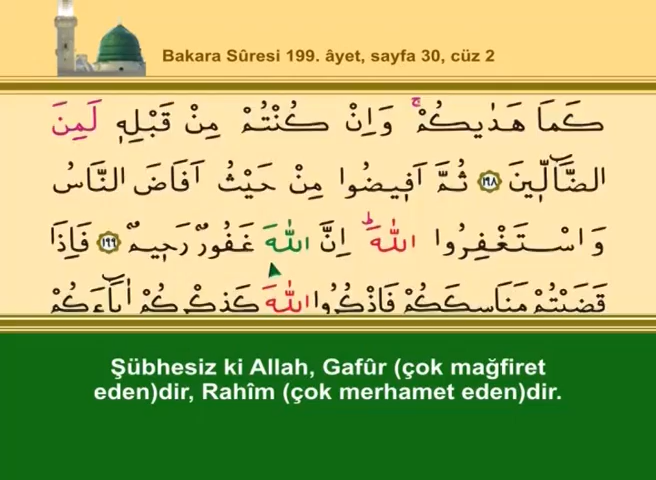 Bakara Sûresi 199. âyet, sayfa 30, cüz 2
كَمَا هَدٰيكُمْۚ وَاِنْ كُنْتُمْ مِنْ قَبْلِهٖ لَمِنَ
الضَّٓالّٖينَ ﴿١٩٨﴾ ثُمَّ اَفٖيضُوا مِنْ حَيْثُ اَفَاضَ النَّاسُ
وَاسْتَغْفِرُوا اللّٰهَۜ اِنَّ اللّٰهَ غَفُورٌ رَحٖيمٌ ﴿١٩٩﴾ فَاِذَا
قَضَيْتُمْ مَنَاسِكَكُمْ فَاذْكُرُوا اللّٰهَ كَذِكْرِكُمْ اٰبَٓاءَكُمْ
Şübhesiz ki Allah, Gafûr (çok mağfiret
eden)dir, Rahîm (çok merhamet eden)dir.